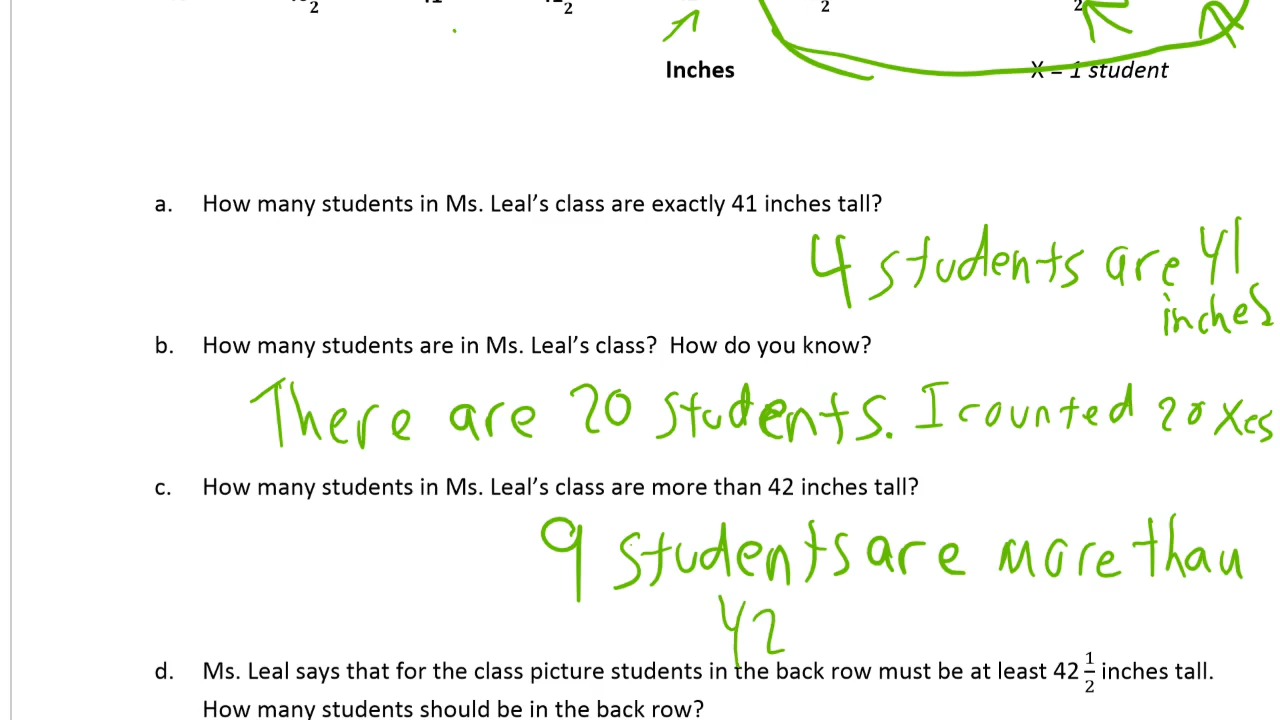 Inches
X = 1 student
a. How many students in Ms. Leal's class are exactly 41 inches tall?
4 students are 41
inches
b. How many students are in Ms. Leal's class? How do you know?
There are 20 students. I counted 20 Xes
c. How many students in Ms. Leal's class are more than 42 inches tall?
9 students are more than
42
d. Ms. Leal says that for the class picture students in the back row must be at least 42 1/2 inches tall.
How many students should be in the back row?